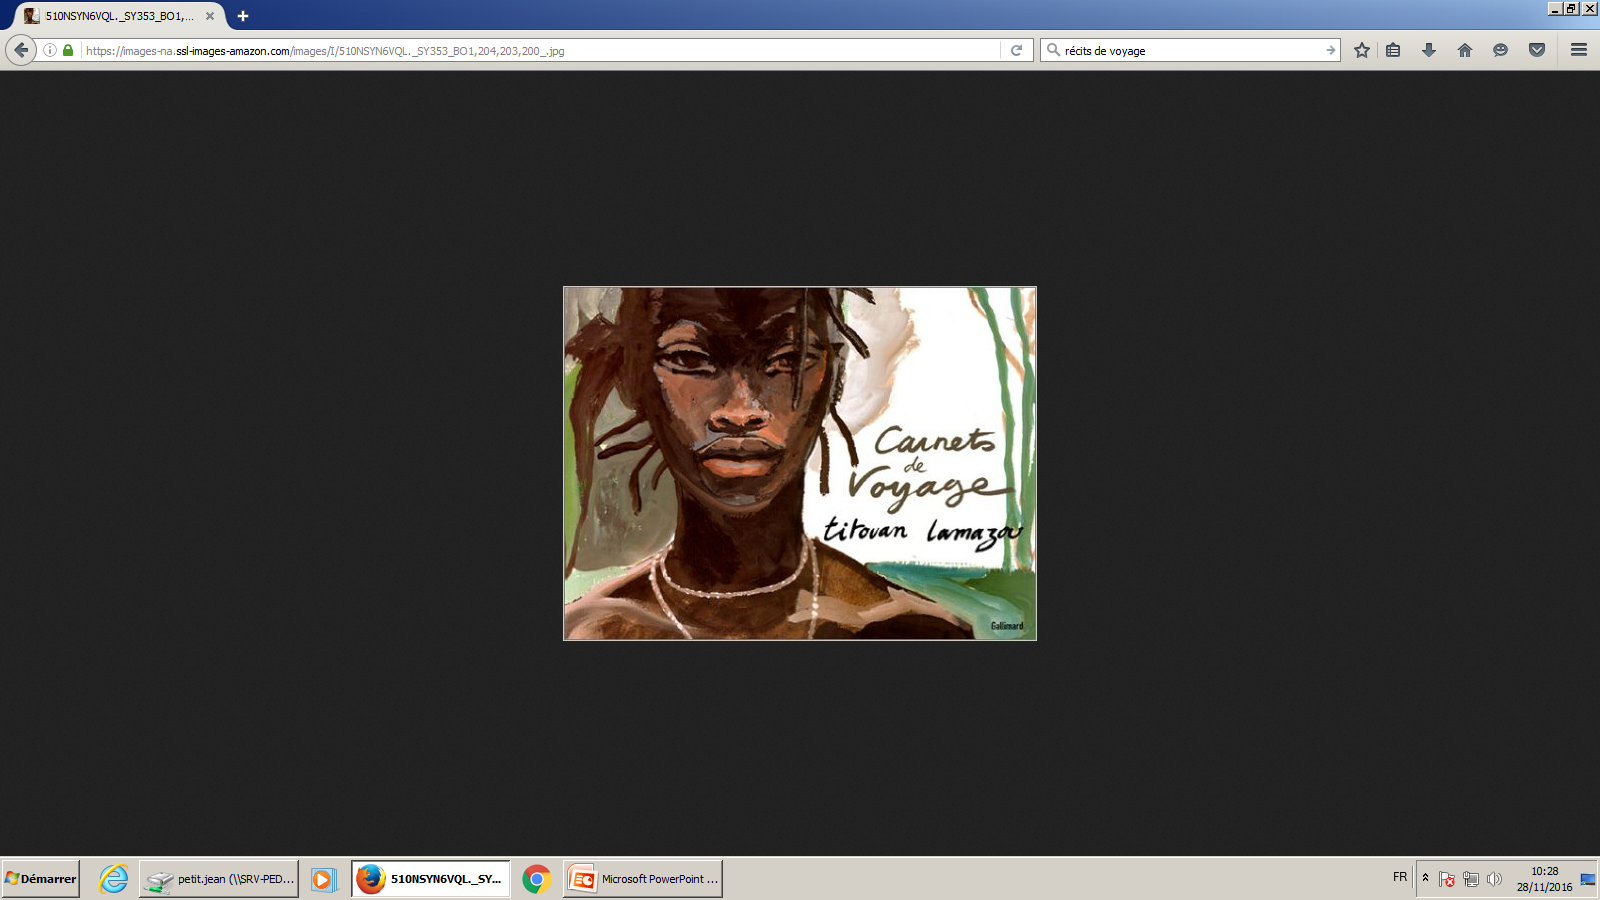 510NSYN6VQL._SY353_BO1,...
https://images-na.ssl-images-amazon.com/images/I/510NSYN6VQL._SY353_BO1,204,203,200_.jpg
récits de voyage
Carnets
de
Voyage
titouan lamazou
Gallimard
Démarrer
petit.jean (\\SRV-PED...
510NSYN6VQL._SY...
Microsoft PowerPoint ...
FR
10:28
28/11/2016